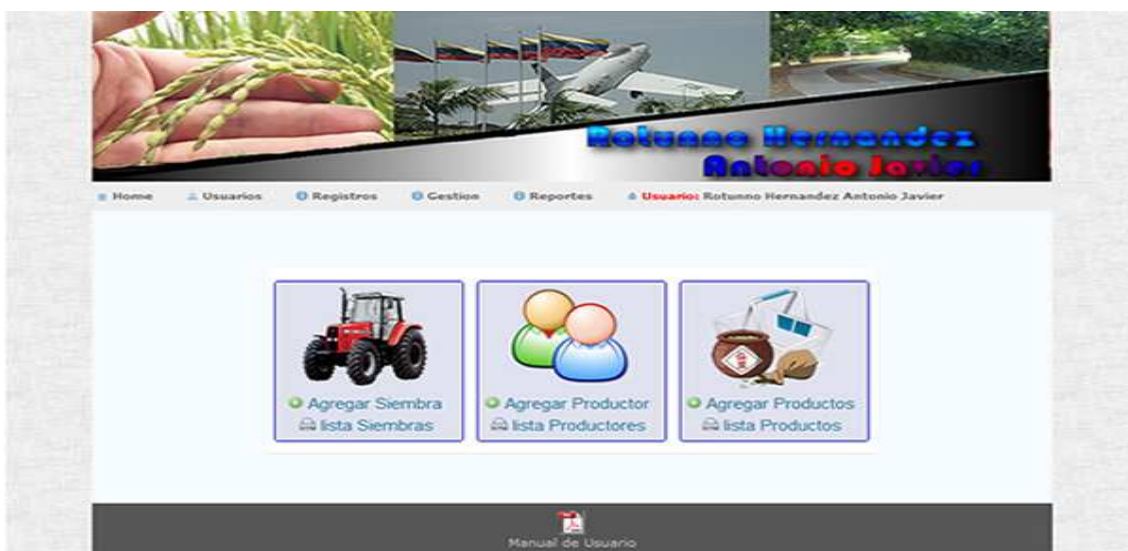 Rotunno Hernandez
Antonio Javier
Home Usuarios Registros Gestion Reportes Usuario: Rotunno Hernandez Antonio Javier
Agregar Siembra
lista Siembras
Agregar Productor
lista Productores
Agregar Productos
lista Productos
Manual de Usuario